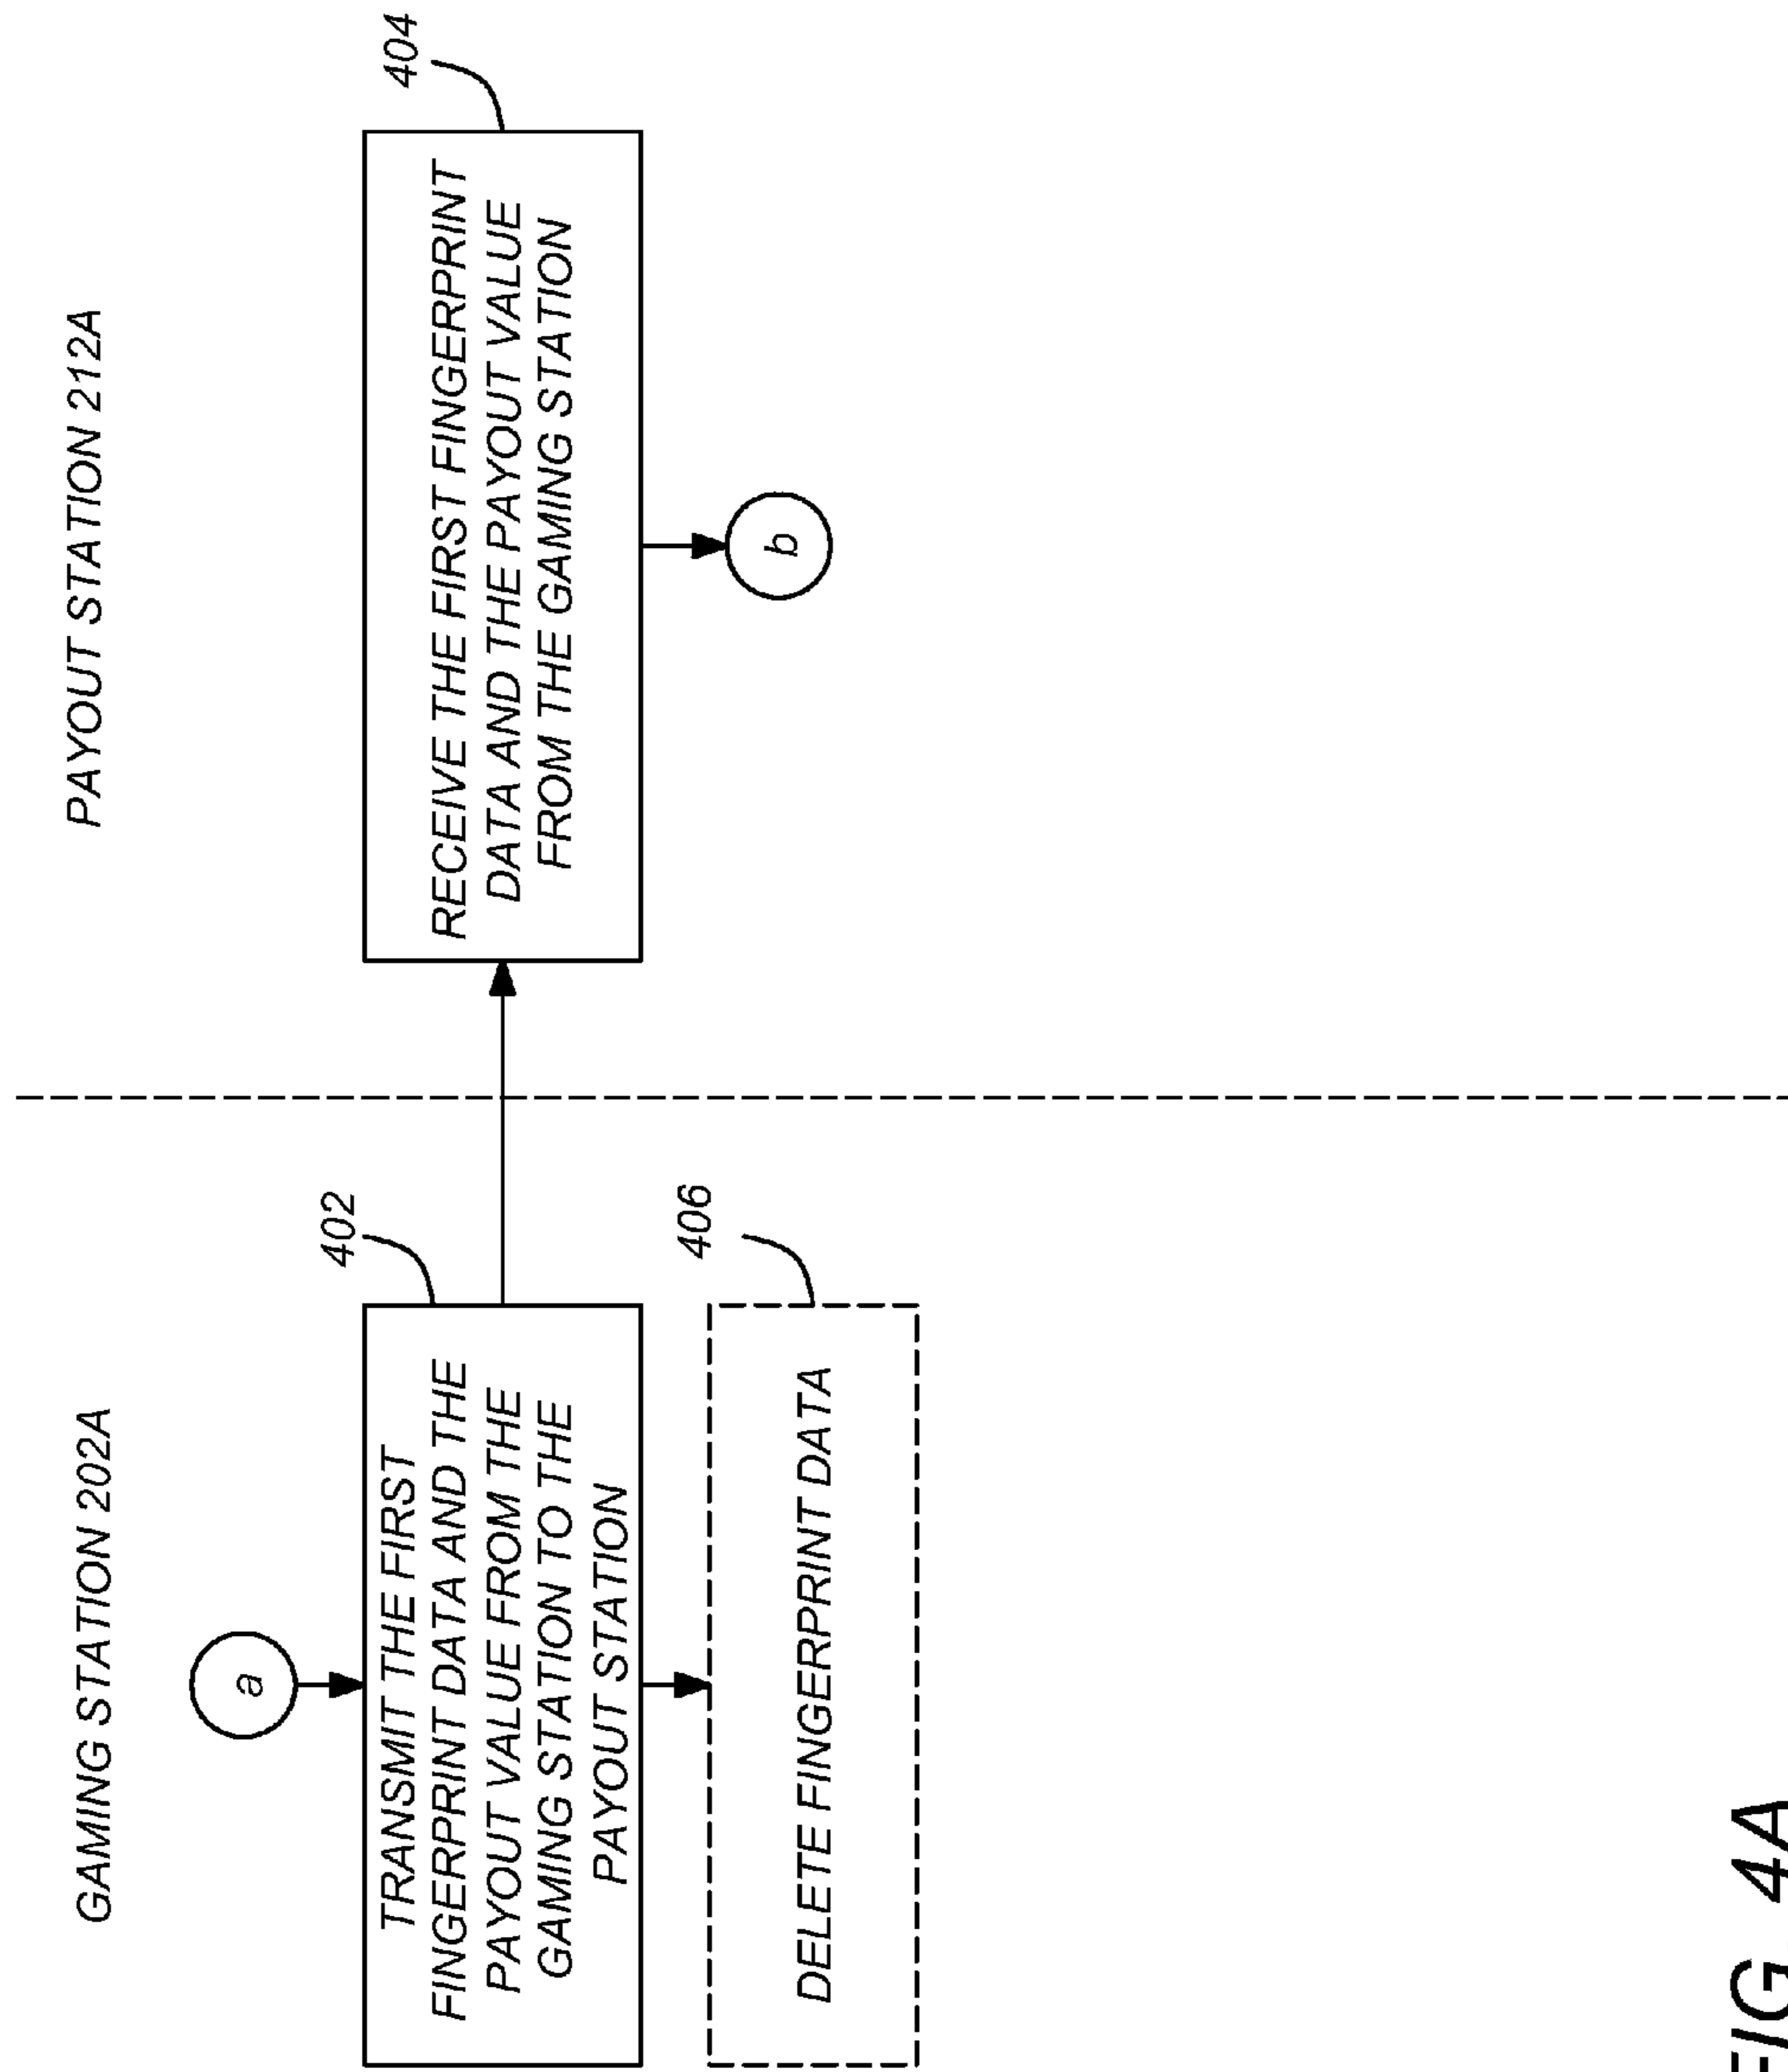 GAMING STATION 202A
PAYOUT STATION 212A
a
402
TRANSMIT THE FIRST
FINGERPRINT DATA AND THE
PAYOUT VALUE FROM THE
GAMING STATION TO THE
PAYOUT STATION
404
RECEIVE THE FIRST FINGERPRINT
DATA AND THE PAYOUT VALUE
FROM THE GAMING STATION
b
406
DELETE FINGERPRINT DATA
FIG. 4A